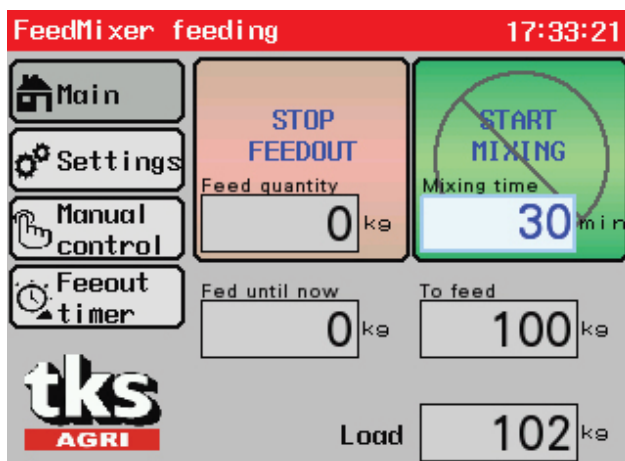 FeedMixer feeding 17:33:21
Main
Settings
Manual
control
Feeout
timer
STOP
FEEDOUT
Feed quantity
0 kg
START
MIXING
Mixing time
30 min
Fed until now
0 kg
To feed
100 kg
Load 102 kg
tks
AGRI